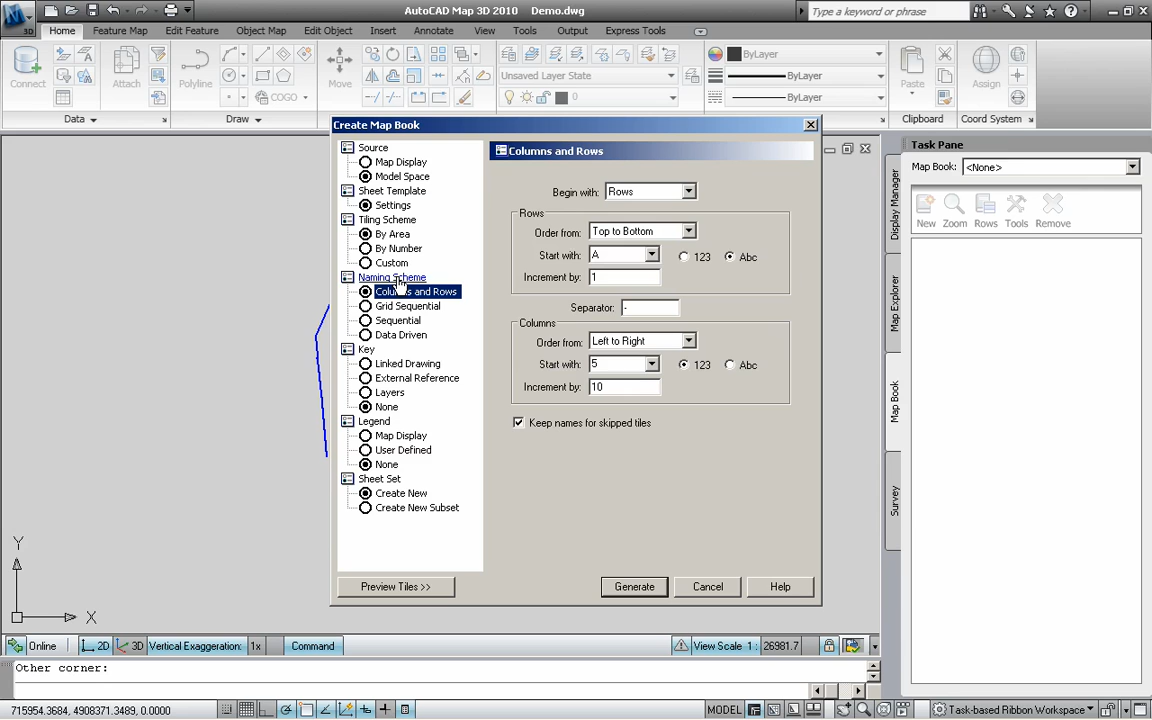 3D
AutoCAD Map 3D 2010 Demo.dwg
Type a keyword or phrase
Home Feature Map Edit Feature Object Map Edit Object Insert Annotate View Tools Output Express Tools
Connect
Attach
Polyline
COGO
Move
Unsaved Layer State
0
ByLayer
ByLayer
ByLayer
Paste
Assign
Data Draw Clipboard Coord System
Create Map Book
Source
Map Display
Model Space
Sheet Template
Settings
Tiling Scheme
By Area
By Number
Custom
Naming Scheme
Columns and Rows
Grid Sequential
Sequential
Data Driven
Key
Linked Drawing
External Reference
Layers
None
Legend
Map Display
User Defined
None
Sheet Set
Create New
Create New Subset
Preview Tiles >>
Columns and Rows
Begin with: Rows
Rows
Order from: Top to Bottom
Start with: A 123 Abc
Increment by: 1
Separator: -
Columns
Order from: Left to Right
Start with: 5 123 Abc
Increment by: 10
Keep names for skipped tiles
Generate Cancel Help
Task Pane
Map Book: <None>
New Zoom Rows Tools Remove
Display Manager
Map Explorer
Map Book
Survey
Y
X
Online 2D 3D Vertical Exaggeration: 1x Command View Scale 1 : 26981.7
Other corner:
715954.3684, 4908371.3489, 0.0000 MODEL Task-based Ribbon Workspace